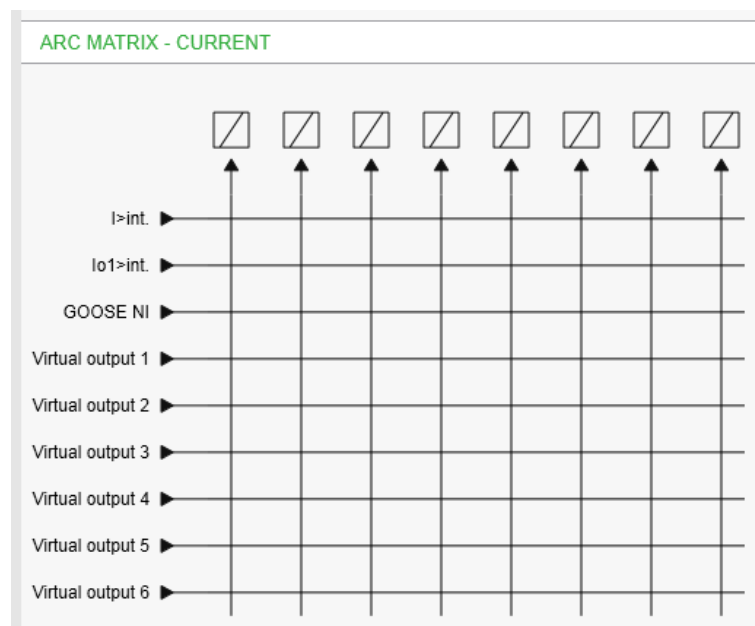 ARC MATRIX - CURRENT
I>int.
Io1>int.
GOOSE NI
Virtual output 1
Virtual output 2
Virtual output 3
Virtual output 4
Virtual output 5
Virtual output 6